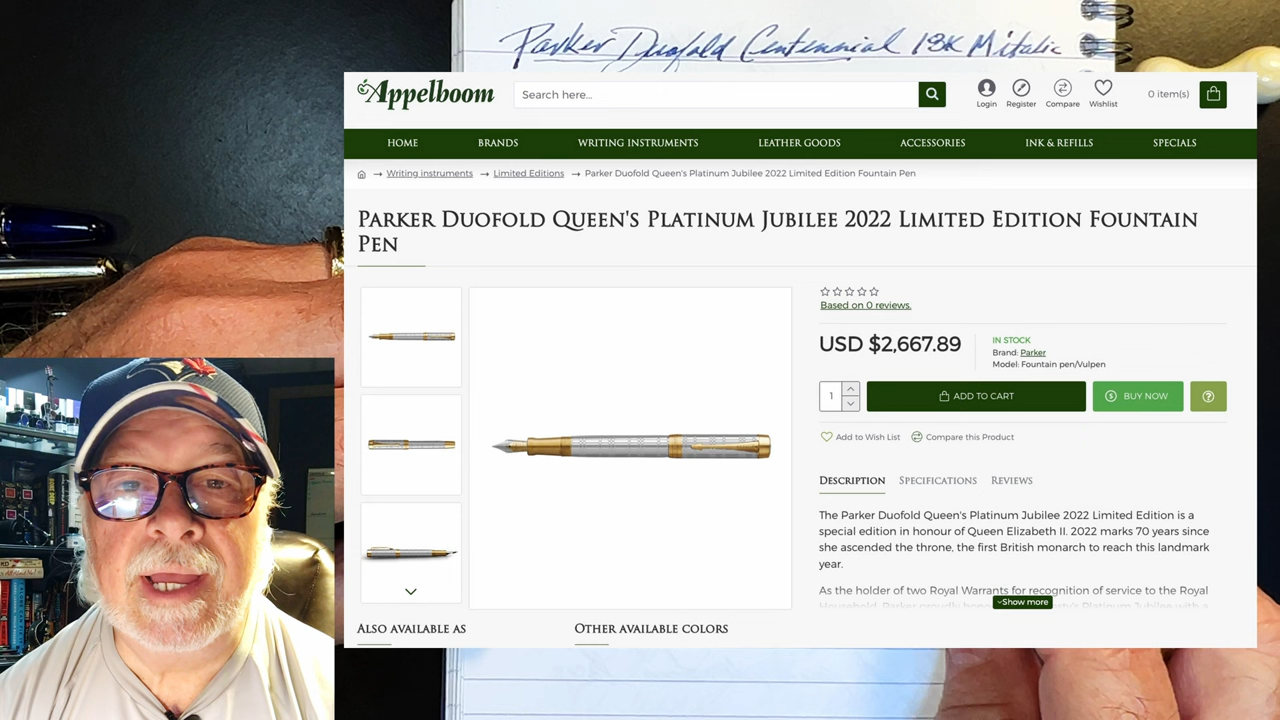 Parker Duofold Centennial 18K Mitalic
Appelboom
Search here...
Login
Register
Compare
Wishlist
0 item(s)
HOME
BRANDS
WRITING INSTRUMENTS
LEATHER GOODS
ACCESSORIES
INK & REFILLS
SPECIALS
→ Writing instruments → Limited Editions → Parker Duofold Queen's Platinum Jubilee 2022 Limited Edition Fountain Pen
PARKER DUOFOLD QUEEN'S PLATINUM JUBILEE 2022 LIMITED EDITION FOUNTAIN
PEN
Based on 0 reviews.
USD $2,667.89
IN STOCK
Brand: Parker
Model: Fountain pen/Vulpen
1
ADD TO CART
BUY NOW
Add to Wish List
Compare this Product
DESCRIPTION
SPECIFICATIONS
REVIEWS
The Parker Duofold Queen's Platinum Jubilee 2022 Limited Edition is a
special edition in honour of Queen Elizabeth II. 2022 marks 70 years since
she ascended the throne, the first British monarch to reach this landmark
year.
As the holder of two Royal Warrants for recognition of service to the Royal
Show more
ALSO AVAILABLE AS
OTHER AVAILABLE COLORS